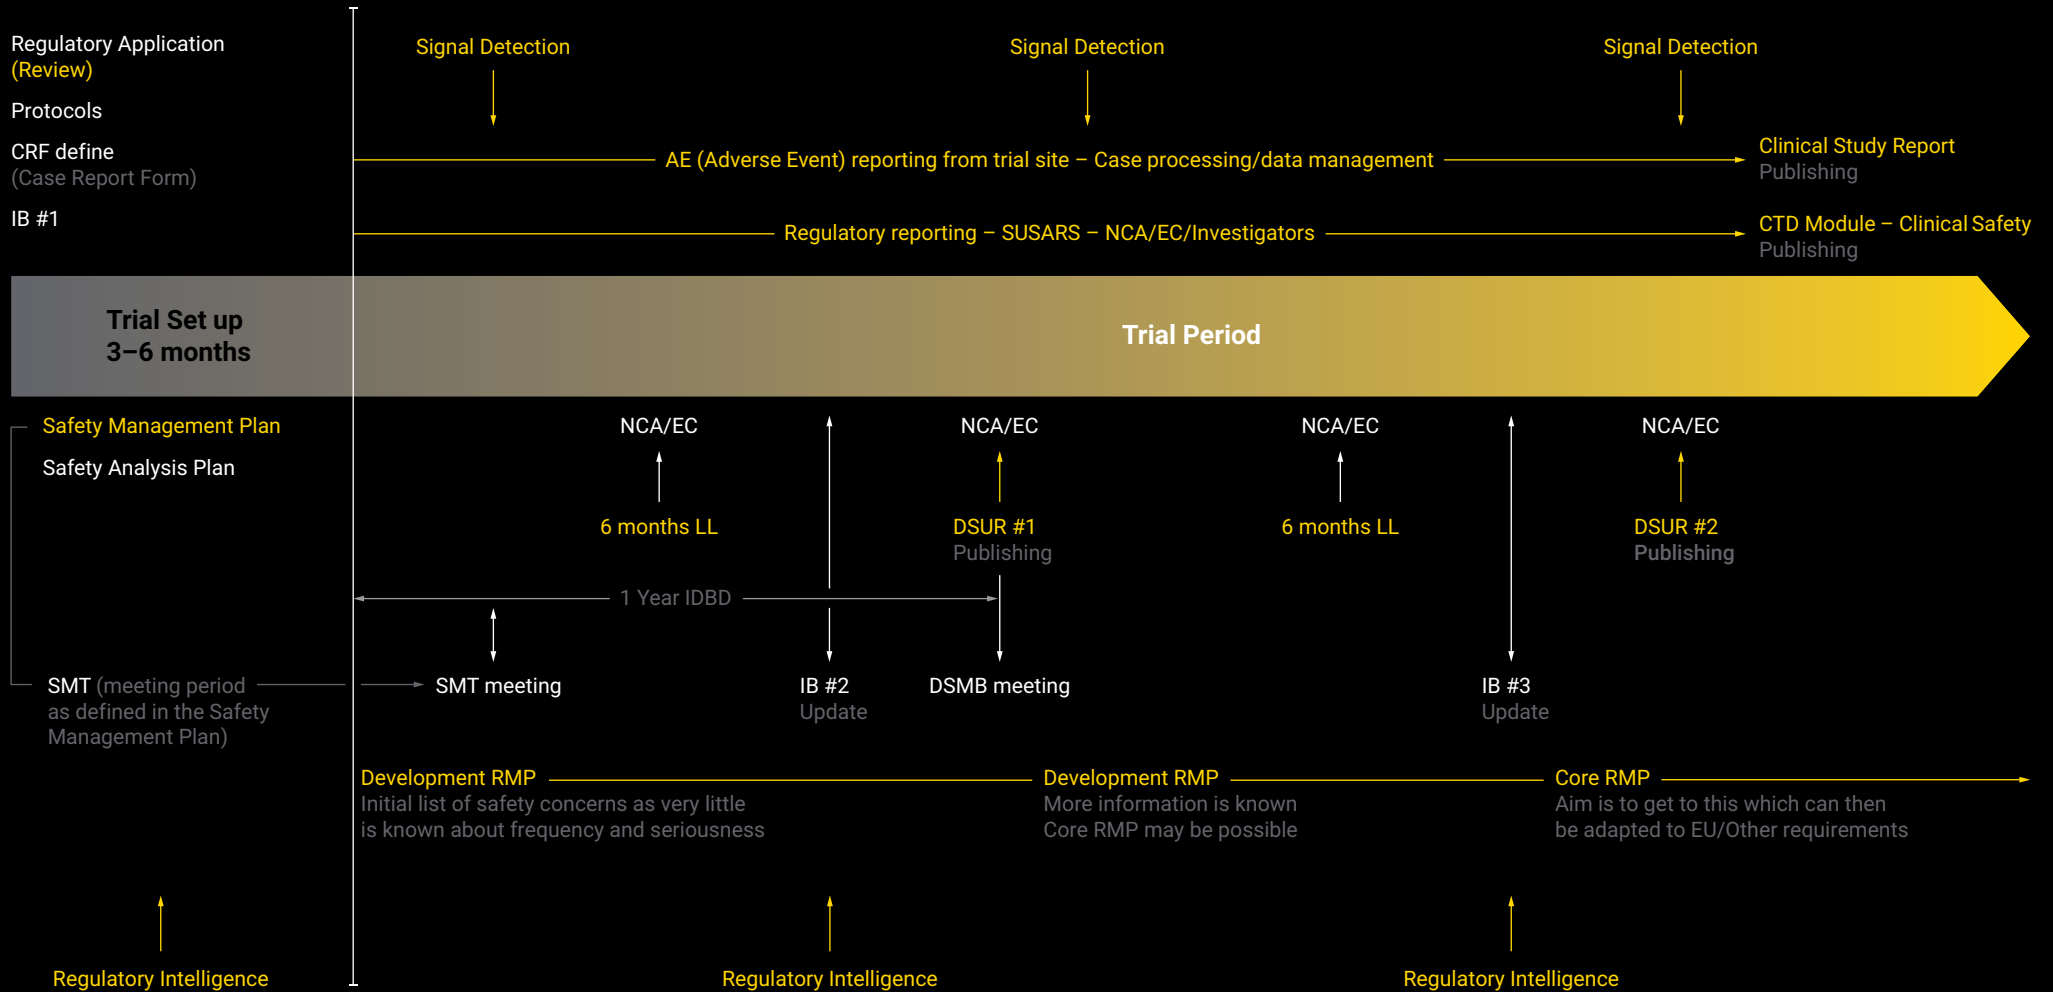 Regulatory Application
(Review)
Protocols
CRF define
(Case Report Form)
IB #1
Signal Detection
Signal Detection
Signal Detection
AE (Adverse Event) reporting from trial site – Case processing/data management
Clinical Study Report
Publishing
Regulatory reporting – SUSARS – NCA/EC/Investigators
CTD Module – Clinical Safety
Publishing
Trial Set up
3–6 months
Trial Period
Safety Management Plan
Safety Analysis Plan
NCA/EC
NCA/EC
NCA/EC
NCA/EC
6 months LL
DSUR #1
Publishing
6 months LL
DSUR #2
Publishing
1 Year IDBD
SMT (meeting period
as defined in the Safety
Management Plan)
SMT meeting
IB #2
Update
DSMB meeting
IB #3
Update
Development RMP
Initial list of safety concerns as very little
is known about frequency and seriousness
Development RMP
More information is known
Core RMP may be possible
Core RMP
Aim is to get to this which can then
be adapted to EU/Other requirements
Regulatory Intelligence
Regulatory Intelligence
Regulatory Intelligence